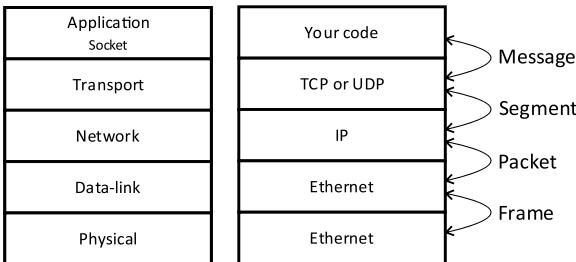 Application
Socket
Transport
Network
Data-link
Physical
Your code
TCP or UDP
IP
Ethernet
Ethernet
Message
Segment
Packet
Frame